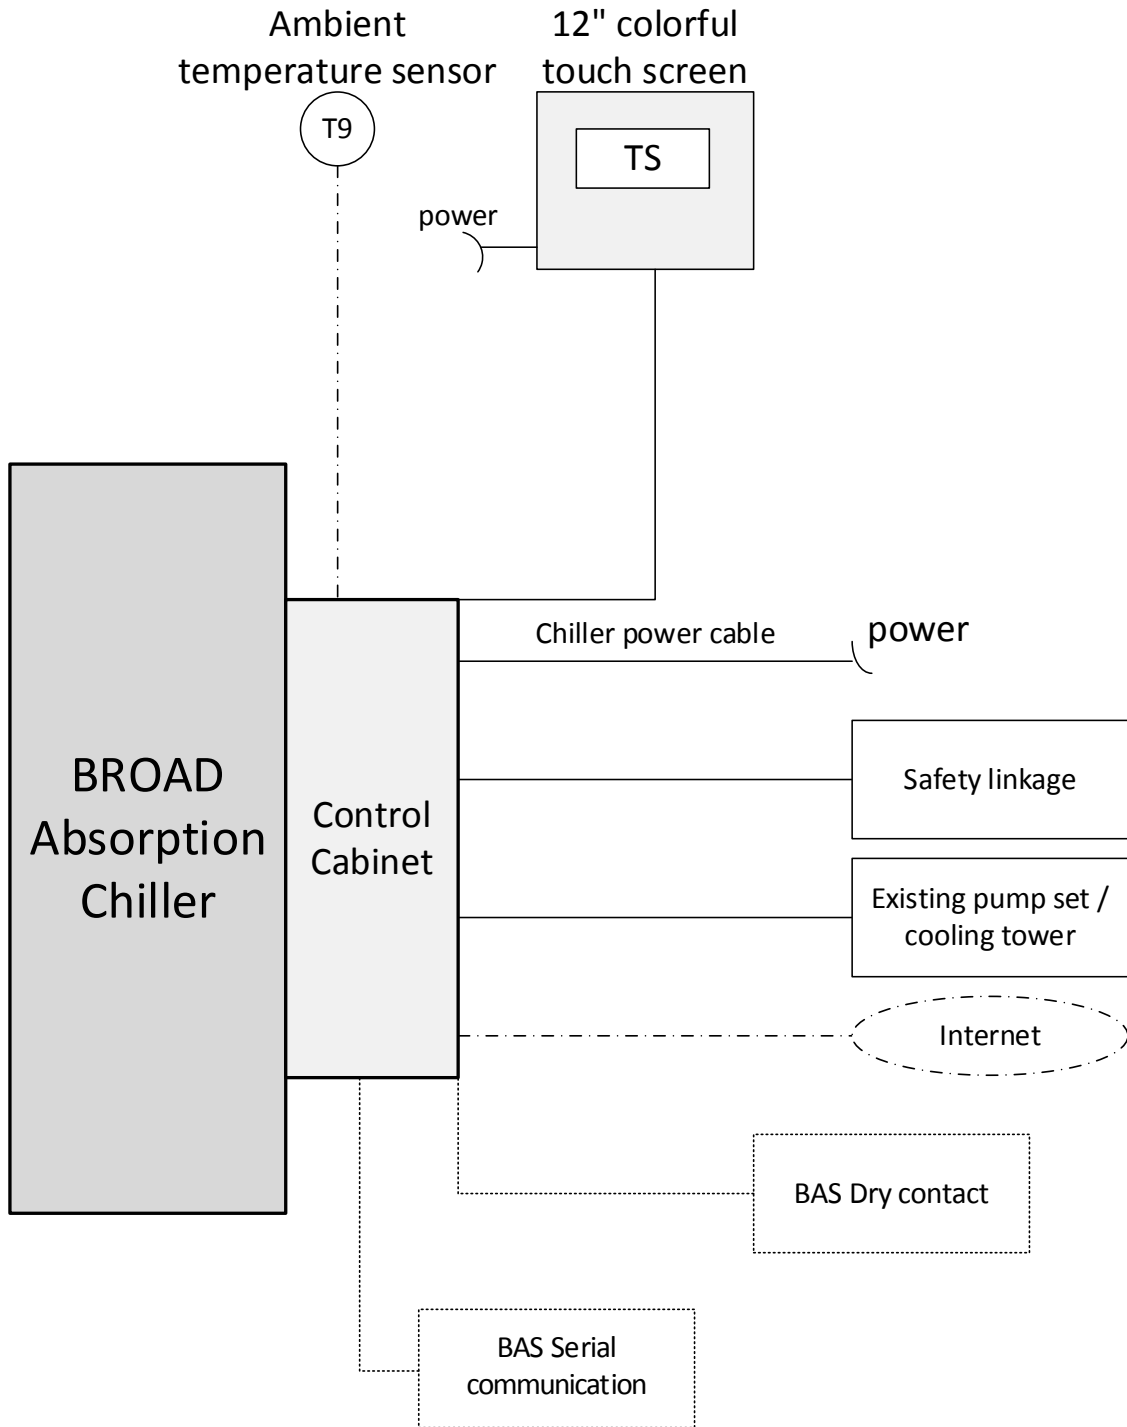 Ambient
temperature sensor
12" colorful
touch screen
T9
TS
power
Chiller power cable
power
BROAD
Absorption
Chiller
Control
Cabinet
Safety linkage
Existing pump set /
cooling tower
Internet
BAS Dry contact
BAS Serial
communication